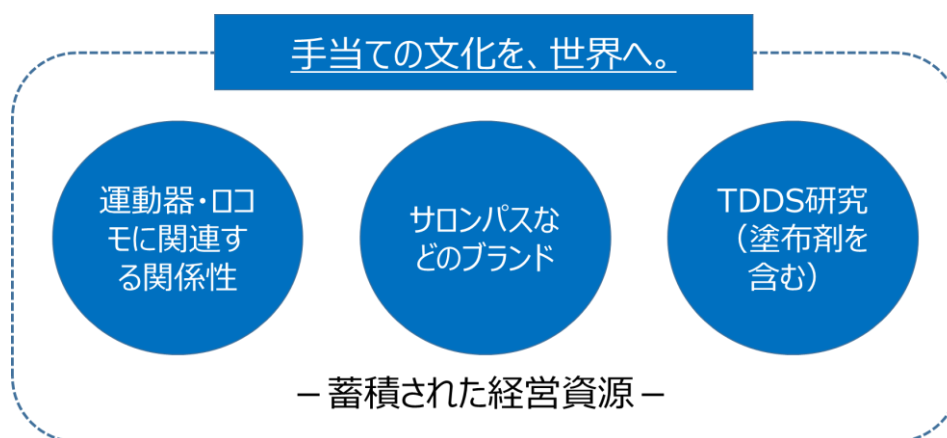 手当ての文化を、世界へ。
運動器・ロコ
モに関連す
る関係性
サロンパスな
どのブランド
TDDS研究
（塗布剤を
含む）
－蓄積された経営資源－